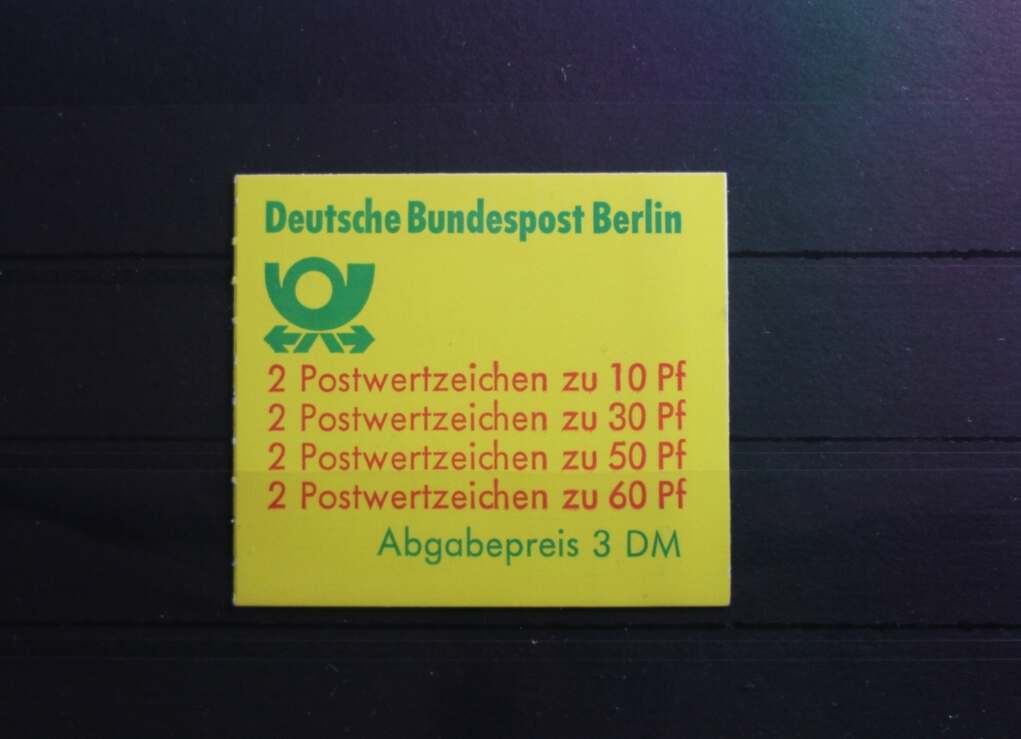 Deutsche Bundespost Berlin
2 Postwertzeichen zu 10 Pf
2 Postwertzeichen zu 30 Pf
2 Postwertzeichen zu 50 Pf
2 Postwertzeichen zu 60 Pf
Abgabepreis 3 DM